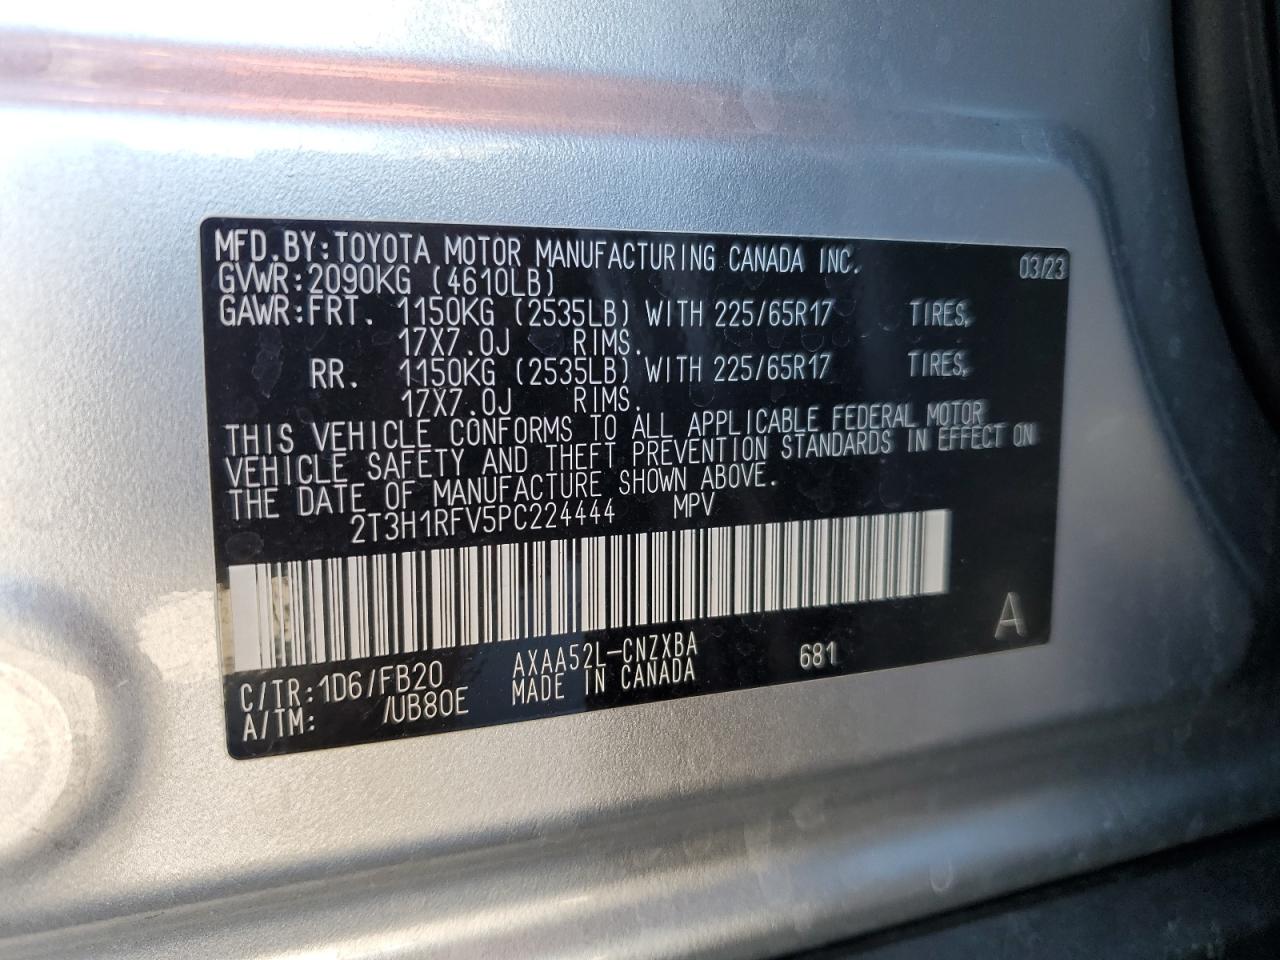 MFD.BY:TOYOTA MOTOR MANUFACTURING CANADA INC. 03/23
GVWR:2090KG (4610LB)
GAWR:FRT. 1150KG (2535LB) WITH 225/65R17 TIRES,
17X7.0J RIMS.
RR. 1150KG (2535LB) WITH 225/65R17 TIRES,
17X7.0J RIMS.
THIS VEHICLE CONFORMS TO ALL APPLICABLE FEDERAL MOTOR
VEHICLE SAFETY AND THEFT PREVENTION STANDARDS IN EFFECT ON
THE DATE OF MANUFACTURE SHOWN ABOVE.
2T3H1RFV5PC224444 MPV
C/TR:1D6/FB20 AXAA52L-CNZXBA 681 A
A/TM: /UB80E MADE IN CANADA